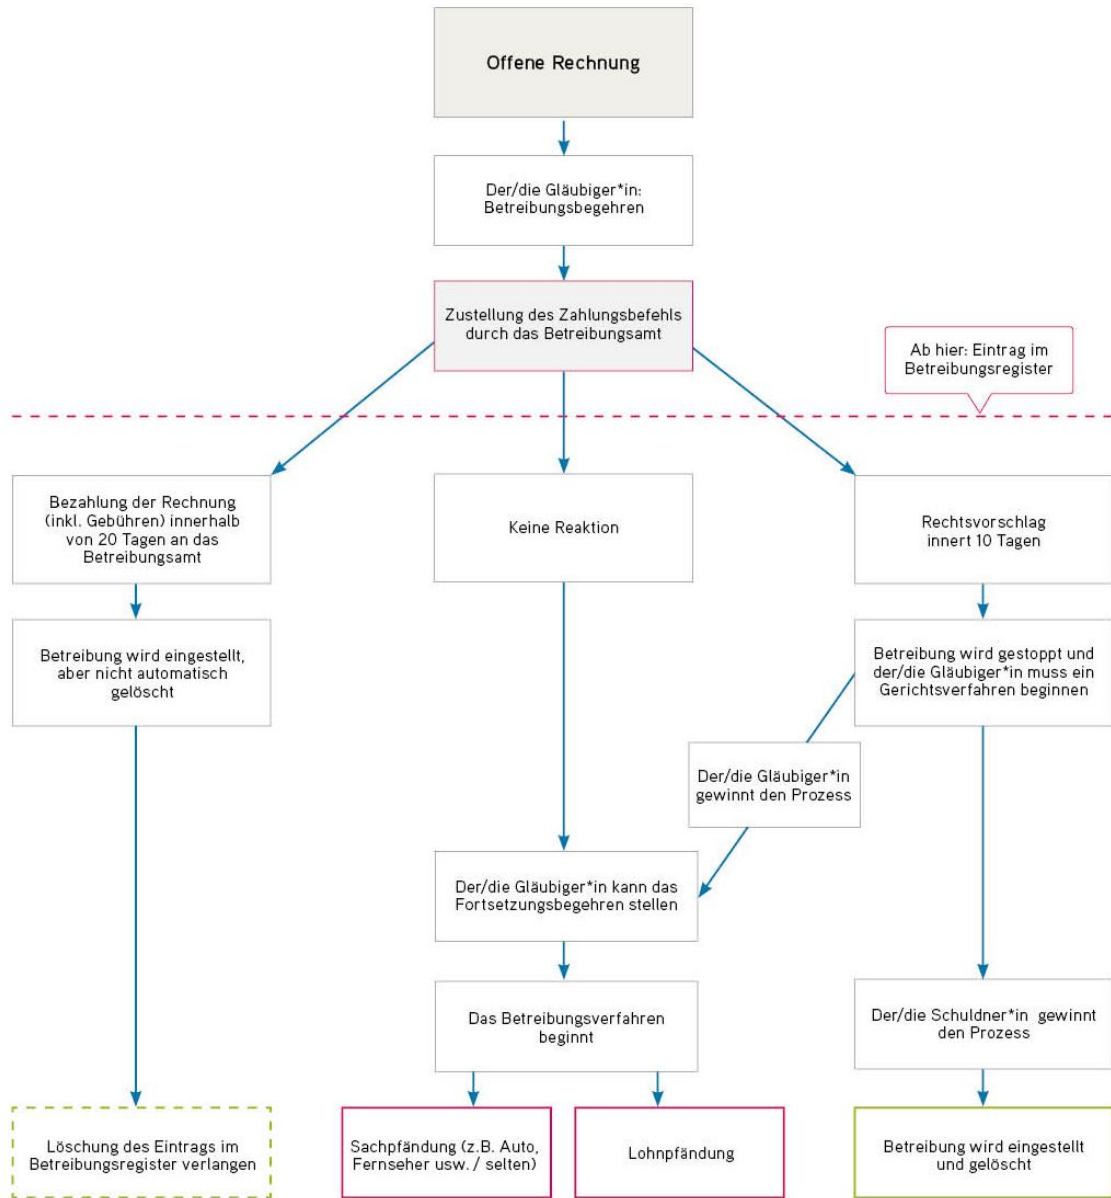 Offene Rechnung
Der/die Gläubiger*in:
Betreibungsbegehren
Zustellung des Zahlungsbefehls
durch das Betreibungsamt
Ab hier: Eintrag im
Betreibungsregister
Bezahlung der Rechnung
(inkl. Gebühren) innerhalb
von 20 Tagen an das
Betreibungsamt
Keine Reaktion
Rechtsvorschlag
innert 10 Tagen
Betreibung wird eingestellt,
aber nicht automatisch
gelöscht
Betreibung wird gestoppt und
der/die Gläubiger*in muss ein
Gerichtsverfahren beginnen
Der/die Gläubiger*in
gewinnt den Prozess
Der/die Gläubiger*in kann das
Fortsetzungsbegehren stellen
Das Betreibungsverfahren
beginnt
Der/die Schuldner*in gewinnt
den Prozess
Löschung des Eintrags im
Betreibungsregister verlangen
Sachpfändung (z.B. Auto,
Fernseher usw. / selten)
Lohnpfändung
Betreibung wird eingestellt
und gelöscht